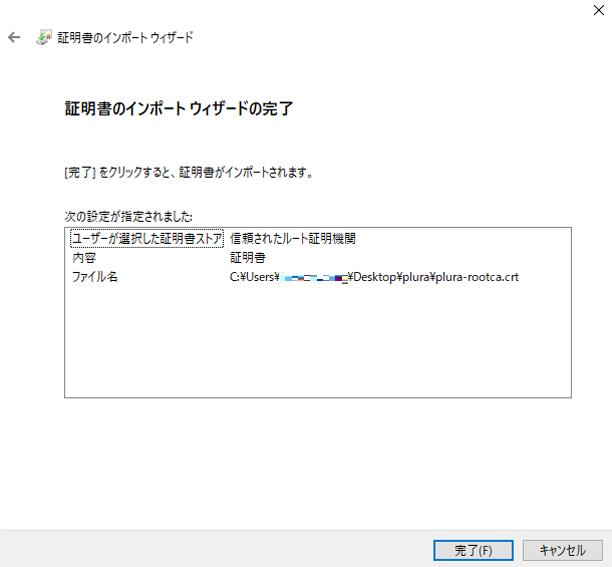 証明書のインポート ウィザード
証明書のインポート ウィザードの完了
[完了] をクリックすると、証明書がインポートされます。
次の設定が指定されました:
ユーザーが選択した証明書ストア 信頼されたルート証明機関
内容 証明書
ファイル名 C:¥Users¥ ¥Desktop¥plura¥plura-rootca.crt
完了(F) キャンセル